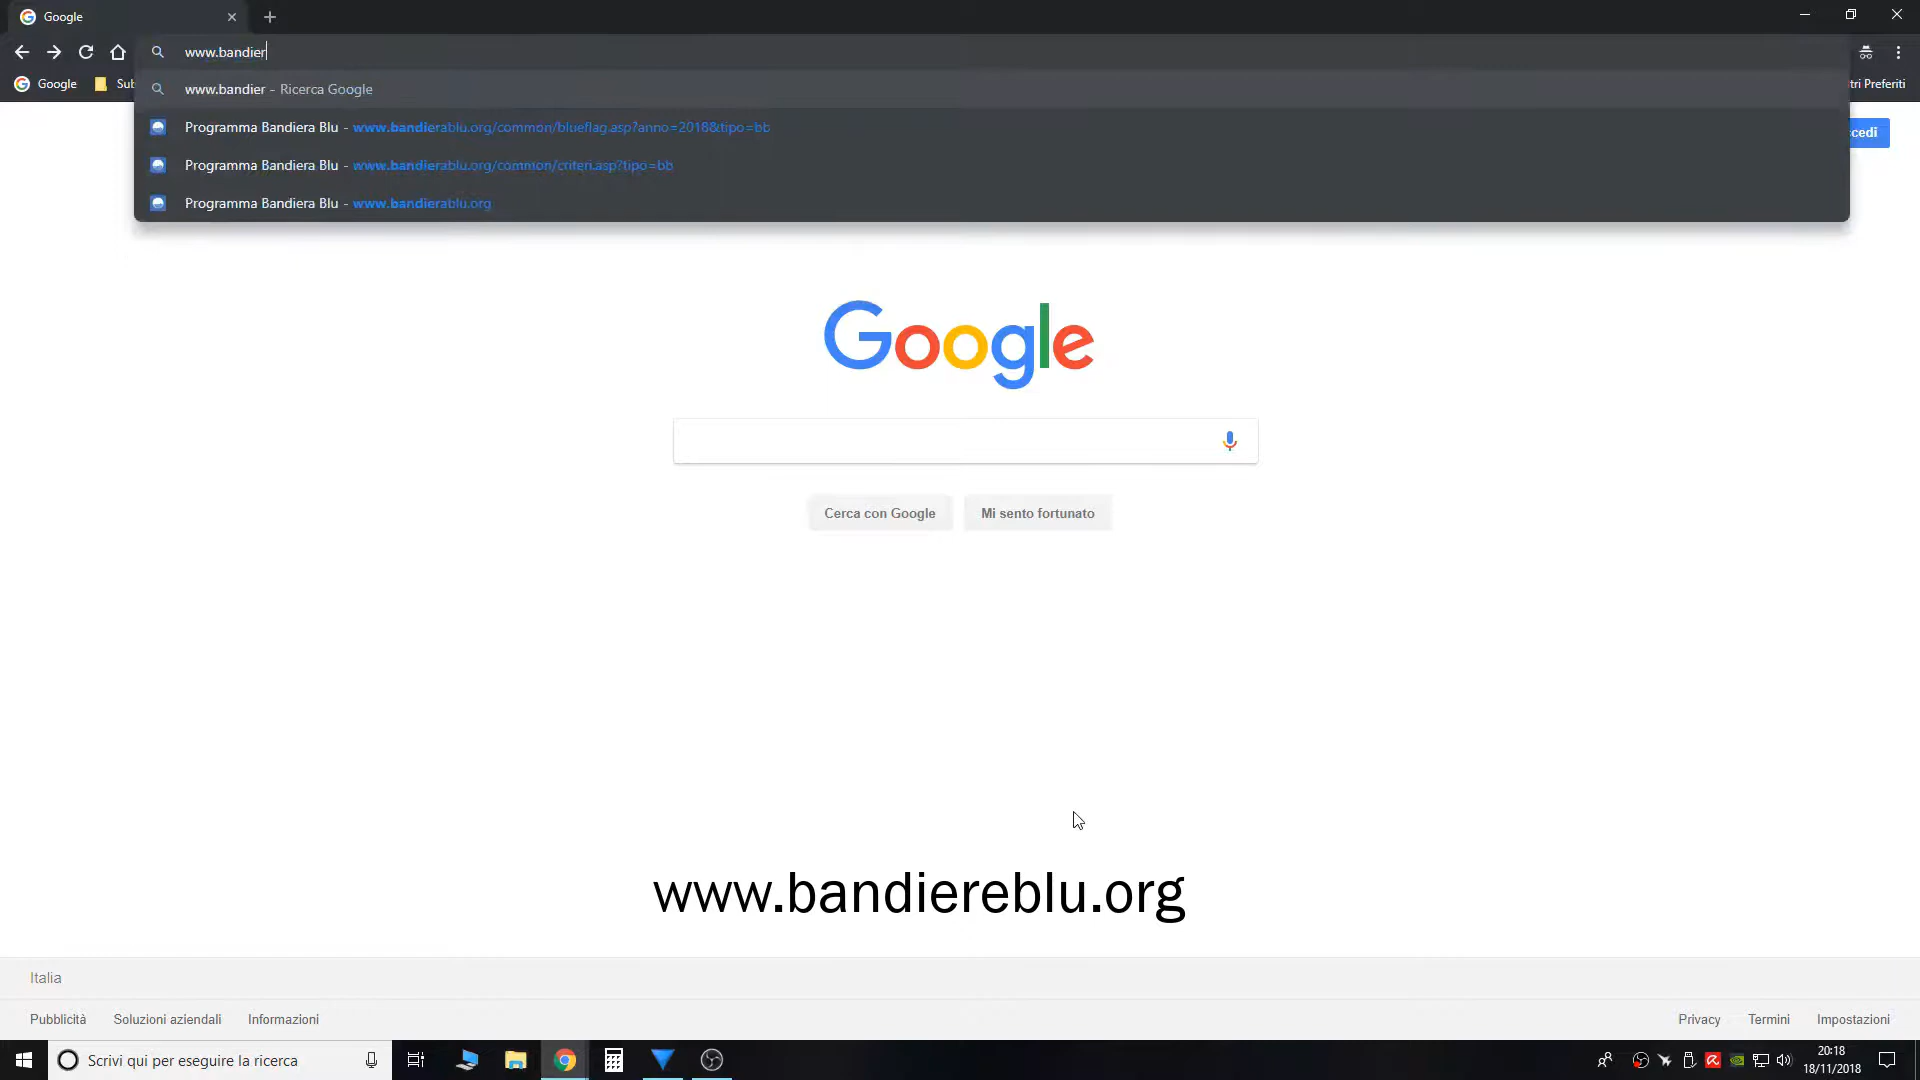 Google
www.bandier
Google
Sub
tri Preferiti
www.bandier - Ricerca Google
Programma Bandiera Blu - www.bandierablu.org/common/blueflag.asp?anno=2018&tipo=bb
cedi
Programma Bandiera Blu - www.bandierablu.org/common/criteri.asp?tipo=bb
Programma Bandiera Blu - www.bandierablu.org
Google
Cerca con Google
Mi sento fortunato
www.bandiereblu.org
Italia
Pubblicità
Soluzioni aziendali
Informazioni
Privacy
Termini
Impostazioni
Scrivi qui per eseguire la ricerca
20:18
18/11/2018